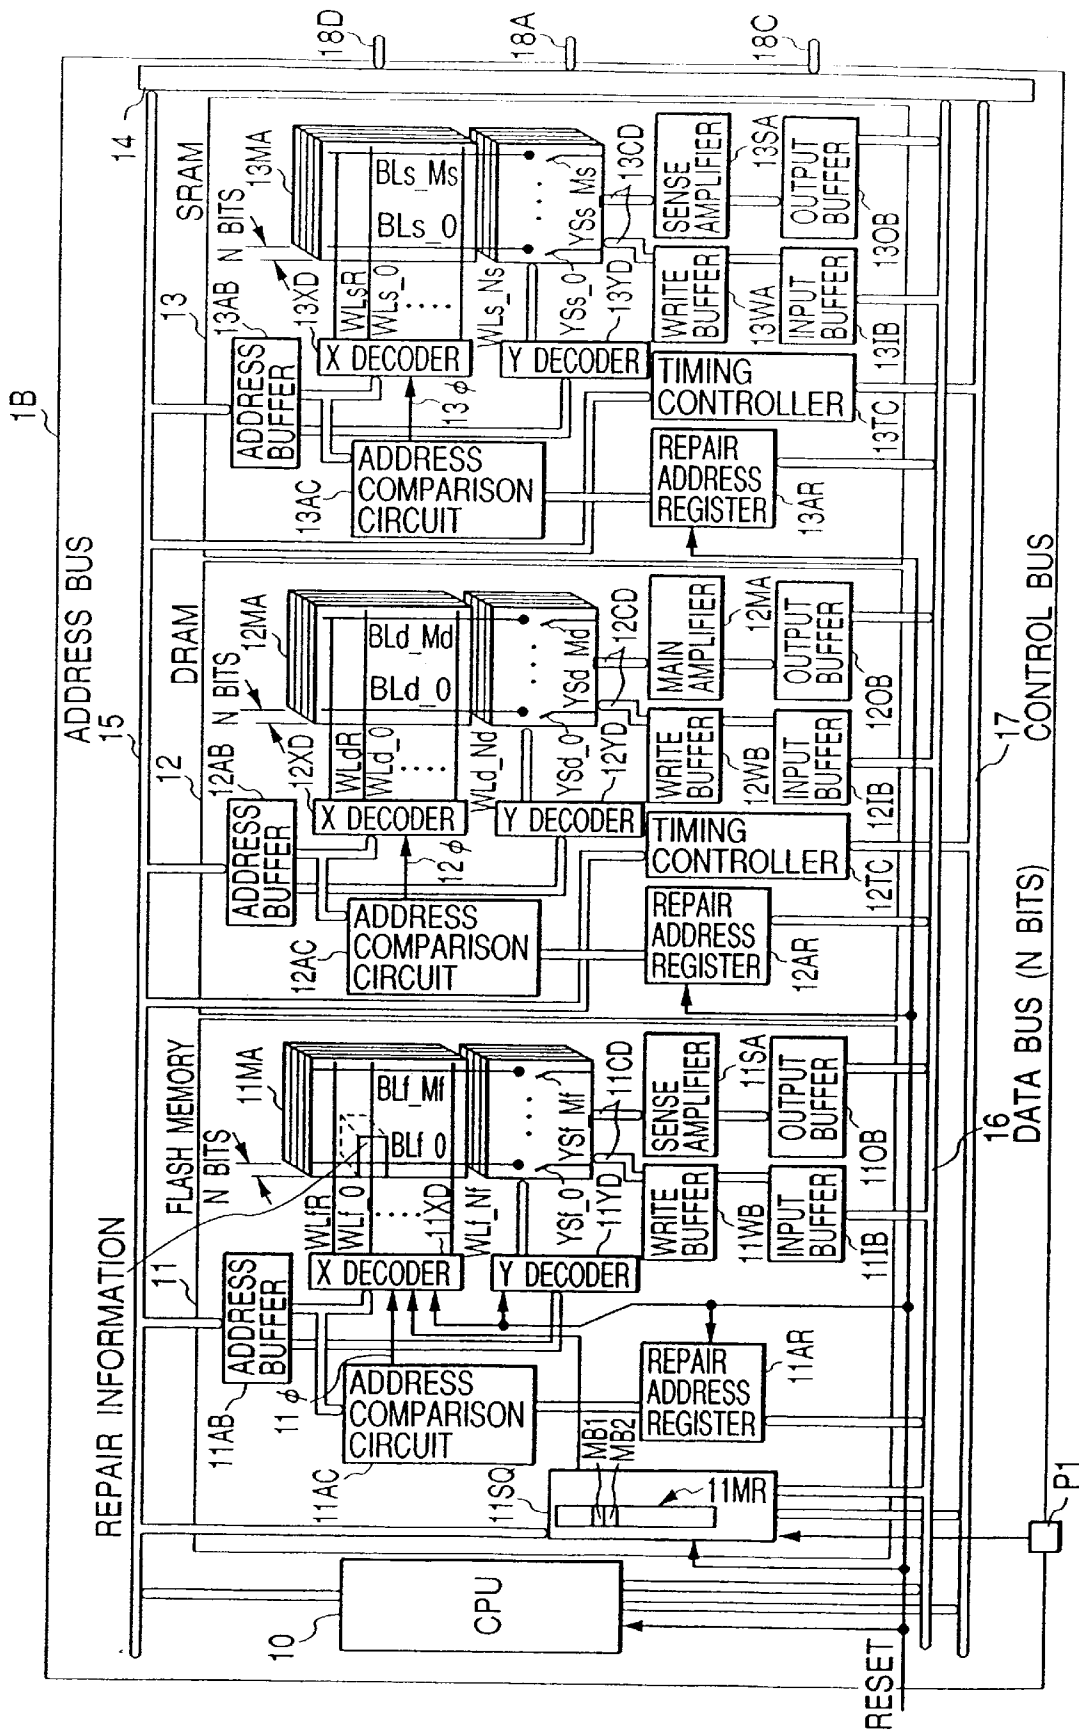 1B
ADDRESS BUS
15
14
18D
18A
18C
REPAIR INFORMATION
FLASH MEMORY
11
N BITS
11MA
11AB
ADDRESS
BUFFER
WLfR
WLf_0
WLf_Nf
BLf_0
BLf_Mf
X DECODER
11XD
11 φ
11AC
ADDRESS
COMPARISON
CIRCUIT
Y DECODER
11YD
YSf_0
YSf_Mf
11CD
11SQ
MB1
MB2
11MR
REPAIR
ADDRESS
REGISTER
11AR
WRITE
BUFFER
11WB
SENSE
AMPLIFIER
11SA
INPUT
BUFFER
11IB
OUTPUT
BUFFER
11OB
10
CPU
DRAM
12
N BITS
12MA
12AB
ADDRESS
BUFFER
12XD
WLdR
WLd_0
WLd_Nd
BLd_0
BLd_Md
X DECODER
12 φ
12AC
ADDRESS
COMPARISON
CIRCUIT
Y DECODER
12YD
YSd_0
YSd_Md
12CD
REPAIR
ADDRESS
REGISTER
12AR
TIMING
CONTROLLER
12TC
WRITE
BUFFER
12WB
MAIN
AMPLIFIER
12MA
INPUT
BUFFER
12IB
OUTPUT
BUFFER
12OB
SRAM
13
N BITS
13MA
13AB
ADDRESS
BUFFER
13XD
WLsR
WLs_0
WLs_Ns
BLs_0
BLs_Ms
X DECODER
13 φ
13AC
ADDRESS
COMPARISON
CIRCUIT
Y DECODER
13YD
YSs_0
YSs_Ms
13CD
REPAIR
ADDRESS
REGISTER
13AR
TIMING
CONTROLLER
13TC
WRITE
BUFFER
13WA
SENSE
AMPLIFIER
13SA
INPUT
BUFFER
13IB
OUTPUT
BUFFER
13OB
RESET
16
DATA BUS (N BITS)
17
CONTROL BUS
P1